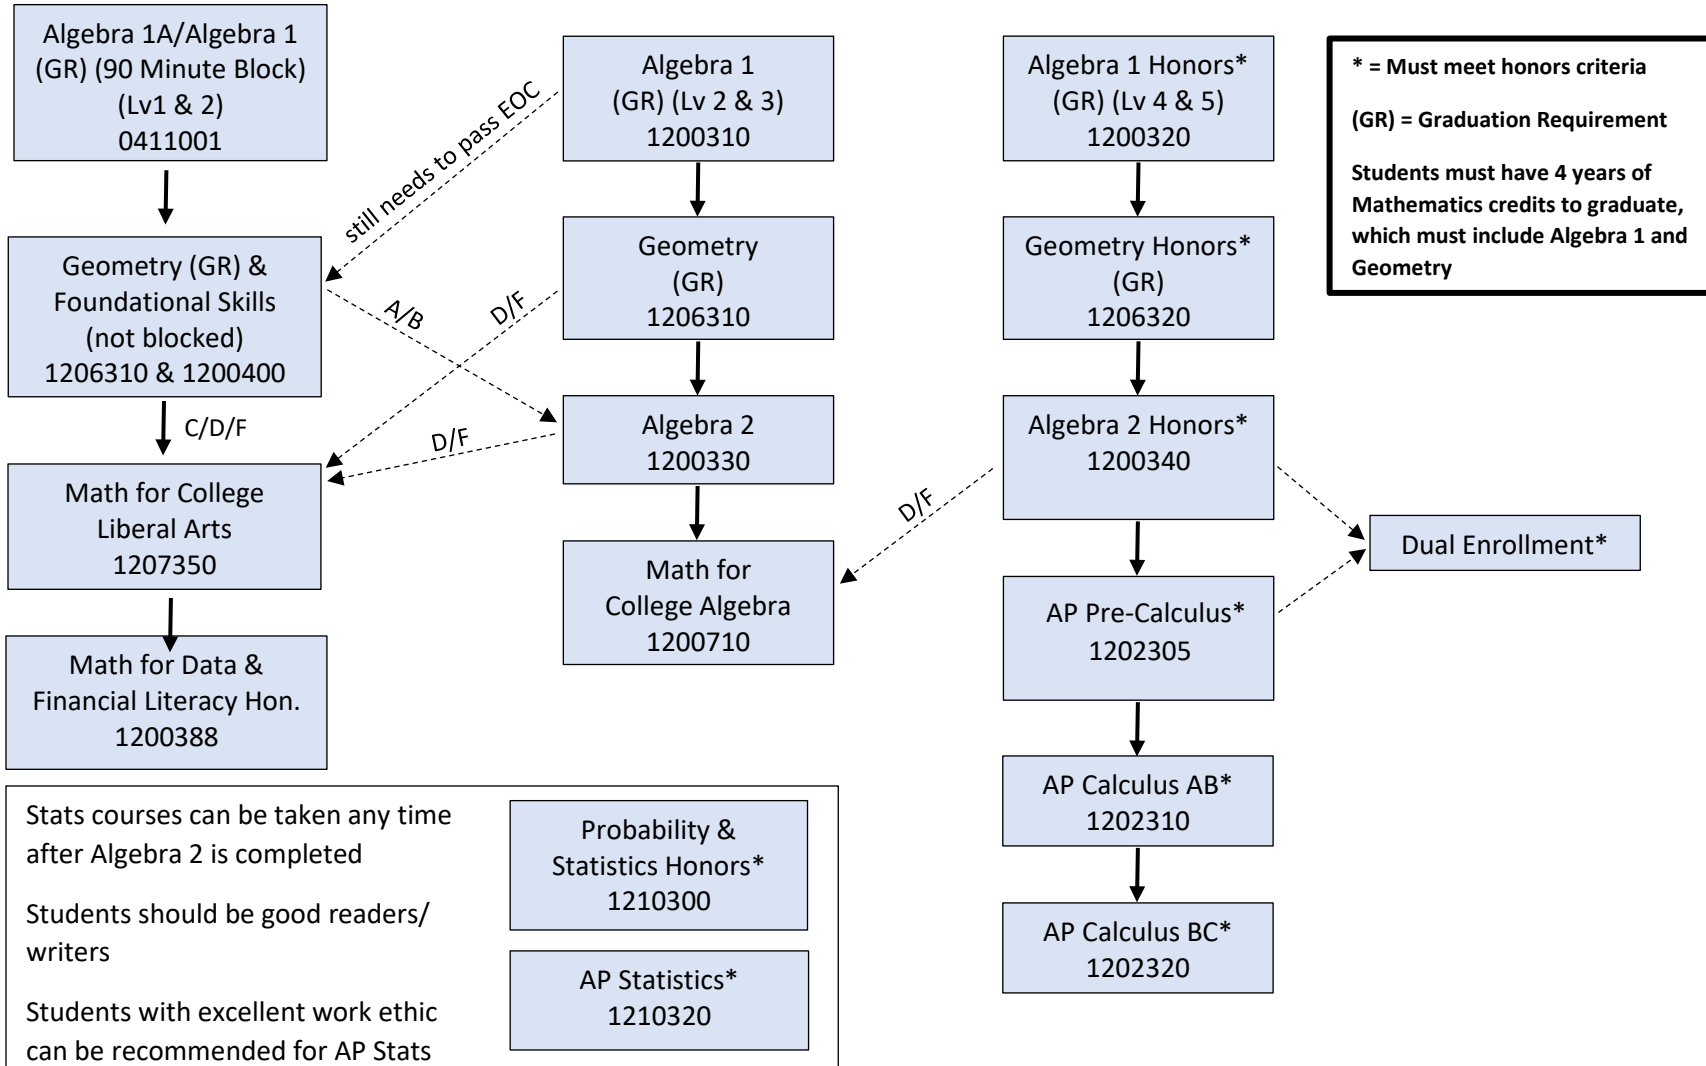 Algebra 1A/Algebra 1
(GR) (90 Minute Block)
(Lv1 & 2)
0411001
Algebra 1
(GR) (Lv 2 & 3)
1200310
Algebra 1 Honors*
(GR) (Lv 4 & 5)
1200320
* = Must meet honors criteria
(GR) = Graduation Requirement
Students must have 4 years of
Mathematics credits to graduate,
which must include Algebra 1 and
Geometry
still needs to pass EOC
Geometry (GR) &
Foundational Skills
(not blocked)
1206310 & 1200400
A/B
D/F
Geometry
(GR)
1206310
Geometry Honors*
(GR)
1206320
C/D/F
D/F
Algebra 2
1200330
Algebra 2 Honors*
1200340
D/F
Math for College
Liberal Arts
1207350
Math for
College Algebra
1200710
Dual Enrollment*
AP Pre-Calculus*
1202305
Math for Data &
Financial Literacy Hon.
1200388
AP Calculus AB*
1202310
AP Calculus BC*
1202320
Stats courses can be taken any time
after Algebra 2 is completed
Students should be good readers/
writers
Students with excellent work ethic
can be recommended for AP Stats
Probability &
Statistics Honors*
1210300
AP Statistics*
1210320